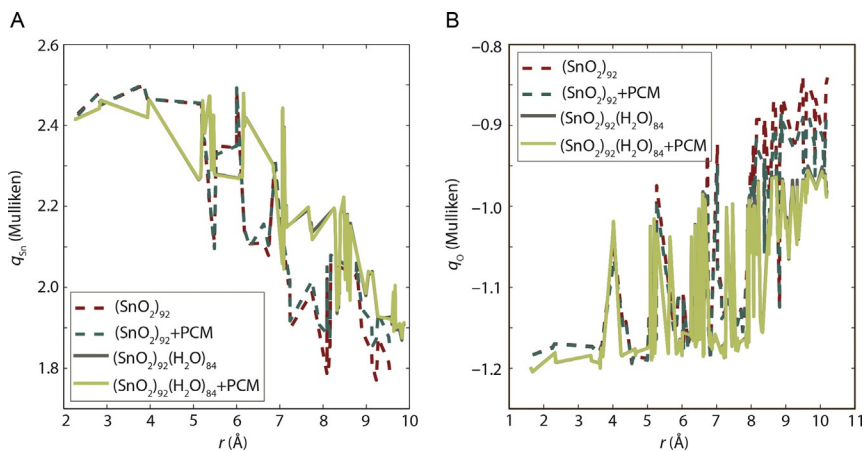 A
B
2.6
2.4
2.2
2.0
1.8
q_Sn (Mulliken)
(SnO₂)₉₂
(SnO₂)₉₂+PCM
(SnO₂)₉₂(H₂O)₈₄
(SnO₂)₉₂(H₂O)₈₄+PCM
2 3 4 5 6 7 8 9 10
r (Å)
−0.8
−0.9
−1.0
−1.1
−1.2
q_O (Mulliken)
(SnO₂)₉₂
(SnO₂)₉₂+PCM
(SnO₂)₉₂(H₂O)₈₄
(SnO₂)₉₂(H₂O)₈₄+PCM
1 2 3 4 5 6 7 8 9 10 11
r (Å)